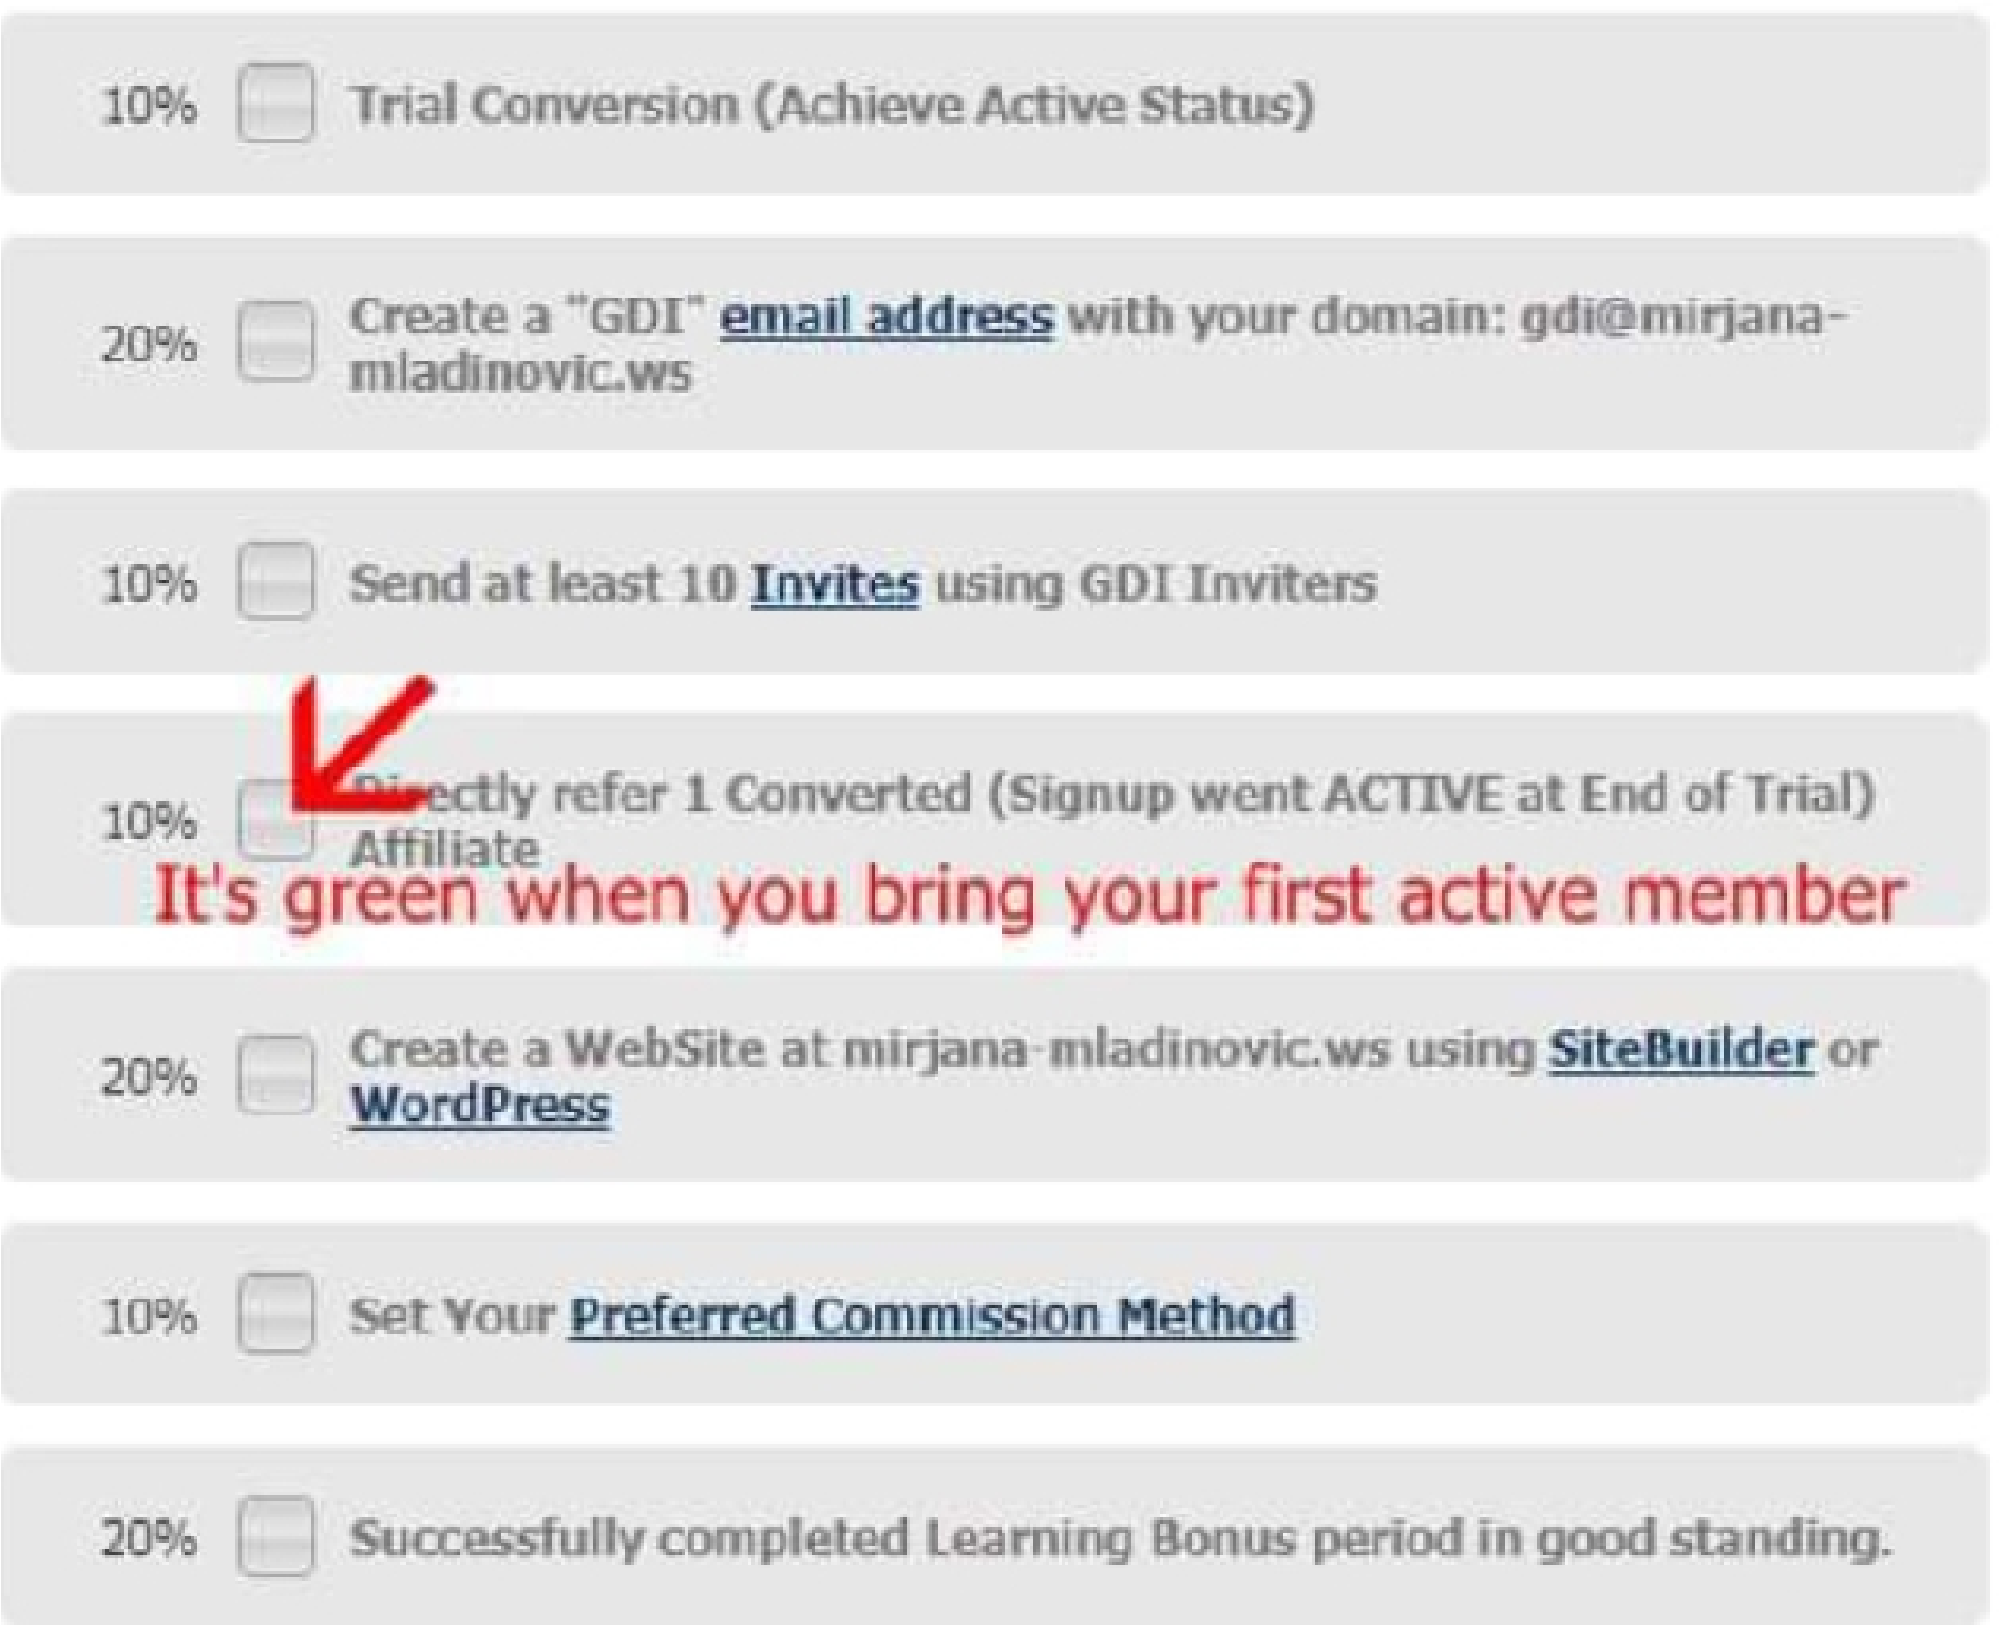 10% Trial Conversion (Achieve Active Status)
20% Create a "GDI" email address with your domain: gdi@mirjana-
mladinovic.ws
10% Send at least 10 Invites using GDI Inviters
10% Directly refer 1 Converted (Signup went ACTIVE at End of Trial)
Affiliate
It's green when you bring your first active member
20% Create a WebSite at mirjana-mladinovic.ws using SiteBuilder or
WordPress
10% Set Your Preferred Commission Method
20% Successfully completed Learning Bonus period in good standing.